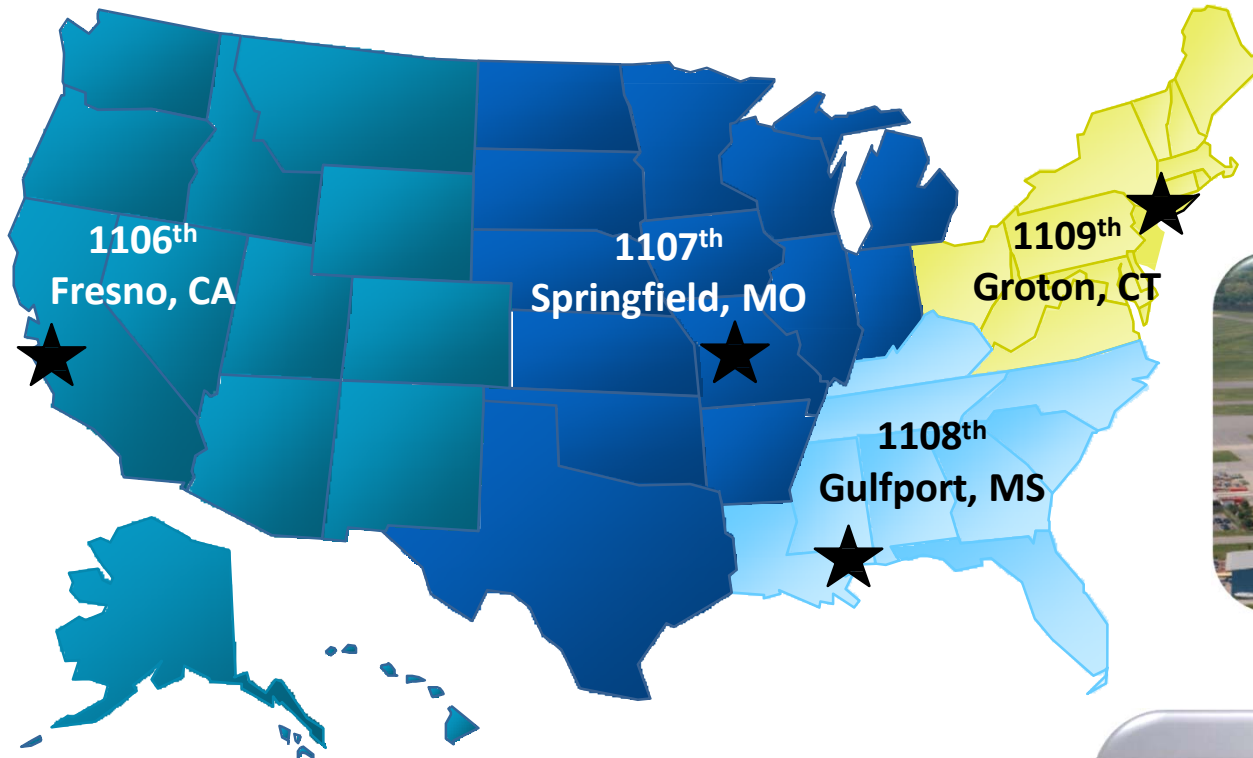 1106th
Fresno, CA
1107th
Springfield, MO
1109th
Groton, CT
1108th
Gulfport, MS